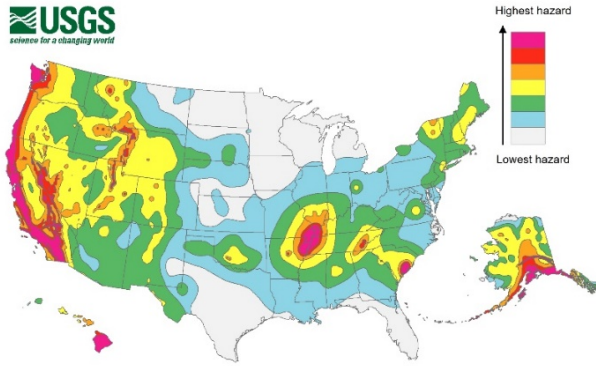 USGS
science for a changing world
Highest hazard
Lowest hazard